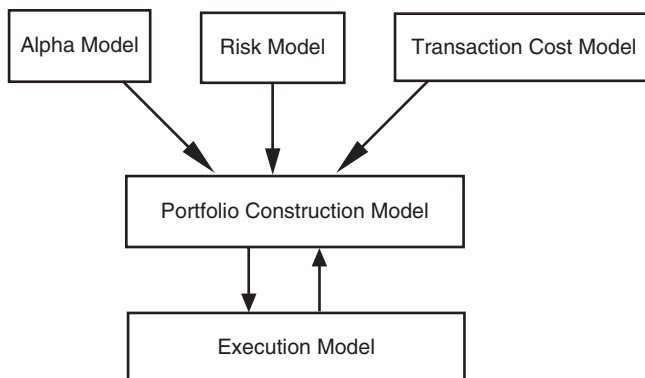 Alpha Model
Risk Model
Transaction Cost Model
Portfolio Construction Model
Execution Model